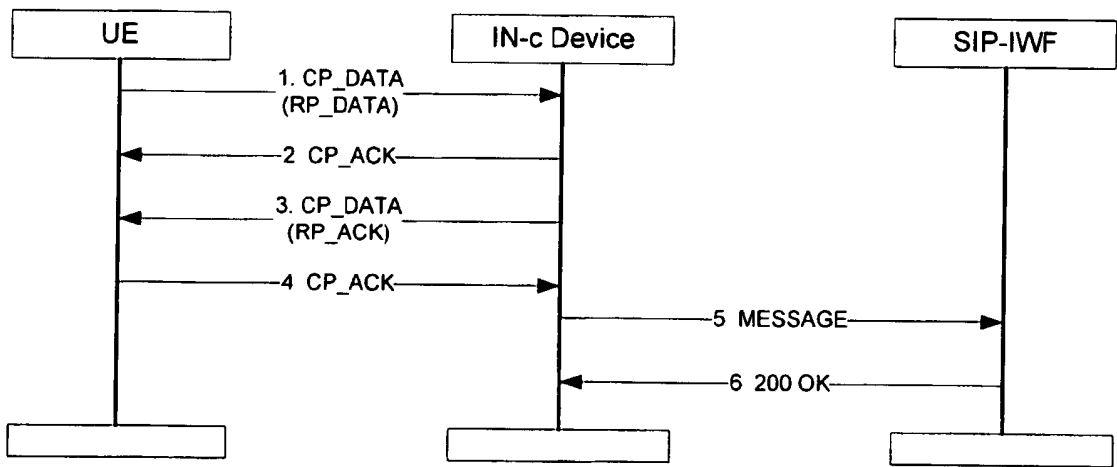 UE
IN-c Device
SIP-IWF
1. CP_DATA
(RP_DATA)
2 CP_ACK
3. CP_DATA
(RP_ACK)
4 CP_ACK
5 MESSAGE
6 200 OK